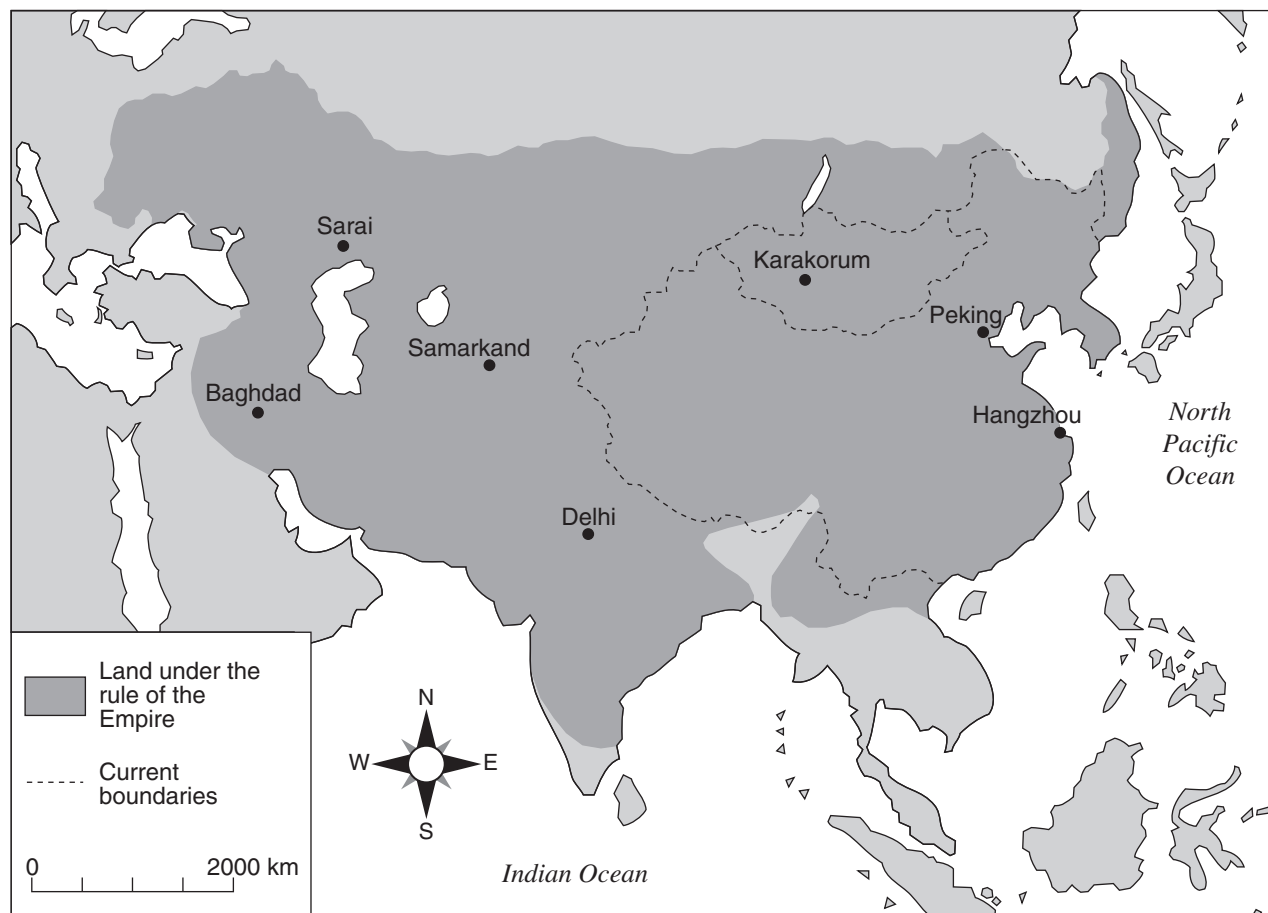 Sarai
Karakorum
Peking
Samarkand
Baghdad
Hangzhou
North
Pacific
Ocean
Delhi
Land under the
rule of the
Empire
Current
boundaries
0 2000 km
N
W E
S
Indian Ocean